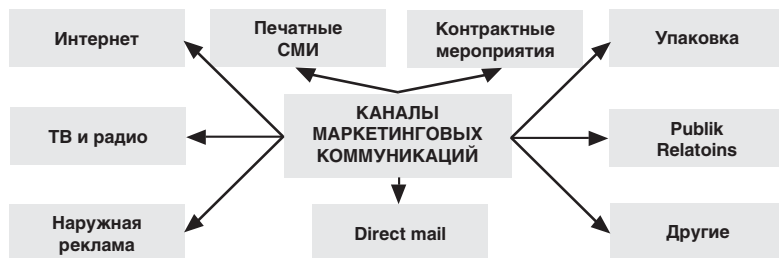 Интернет
Печатные
СМИ
Контрактные
мероприятия
Упаковка
ТВ и радио
КАНАЛЫ
МАРКЕТИНГОВЫХ
КОММУНИКАЦИЙ
Publik
Relatoins
Наружная
реклама
Direct mail
Другие